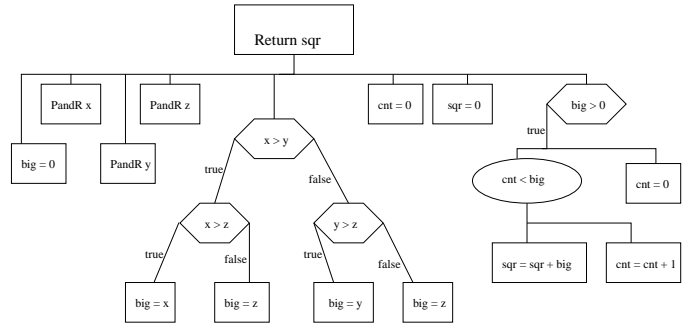 Return sqr
PandR x
PandR z
cnt = 0
sqr = 0
big > 0
x > y
true
big = 0
PandR y
true
false
cnt < big
cnt = 0
x > z
y > z
true
false
true
false
sqr = sqr + big
cnt = cnt + 1
big = x
big = z
big = y
big = z